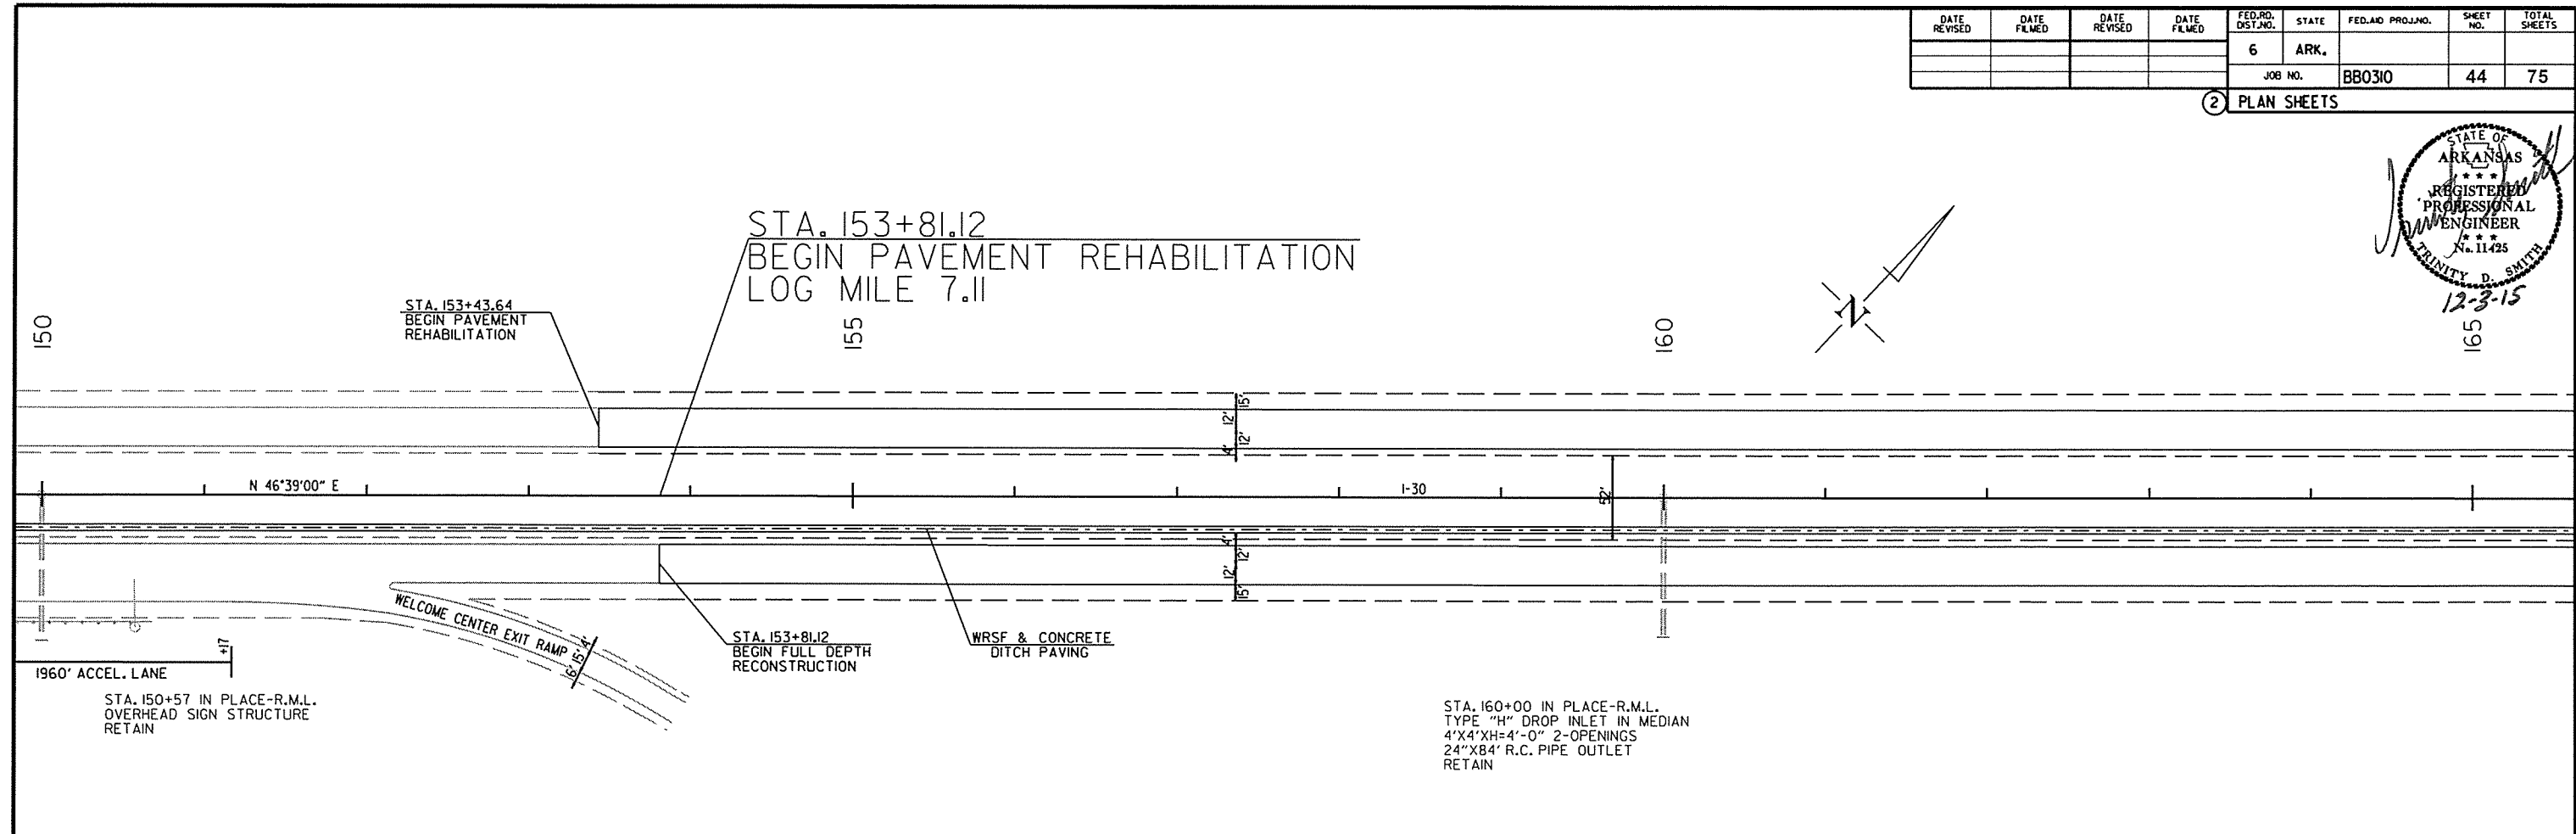 DATE REVISED
DATE FILMED
DATE REVISED
DATE FILMED
FED.RD. DIST.NO.
STATE
FED.AID PROJ.NO.
SHEET NO.
TOTAL SHEETS
6
ARK.
JOB NO.
BB0310
44
75
2
PLAN SHEETS
STATE OF
ARKANSAS
REGISTERED
PROFESSIONAL
ENGINEER
No. 11425
TRINITY D. SMITH
12-3-15
STA. 153+81.12
BEGIN PAVEMENT REHABILITATION
LOG MILE 7.11
STA. 153+43.64
BEGIN PAVEMENT
REHABILITATION
N
150
155
160
165
15'
12'
12'
4'
N 46°39'00" E
I-30
52'
4'
12'
12'
15'
WELCOME CENTER EXIT RAMP
4'
15'
6'
+17
1960' ACCEL. LANE
STA. 153+81.12
BEGIN FULL DEPTH
RECONSTRUCTION
WRSF & CONCRETE
DITCH PAVING
STA. 150+57 IN PLACE-R.M.L.
OVERHEAD SIGN STRUCTURE
RETAIN
STA. 160+00 IN PLACE-R.M.L.
TYPE "H" DROP INLET IN MEDIAN
4'X4'XH=4'-0" 2-OPENINGS
24"X84' R.C. PIPE OUTLET
RETAIN